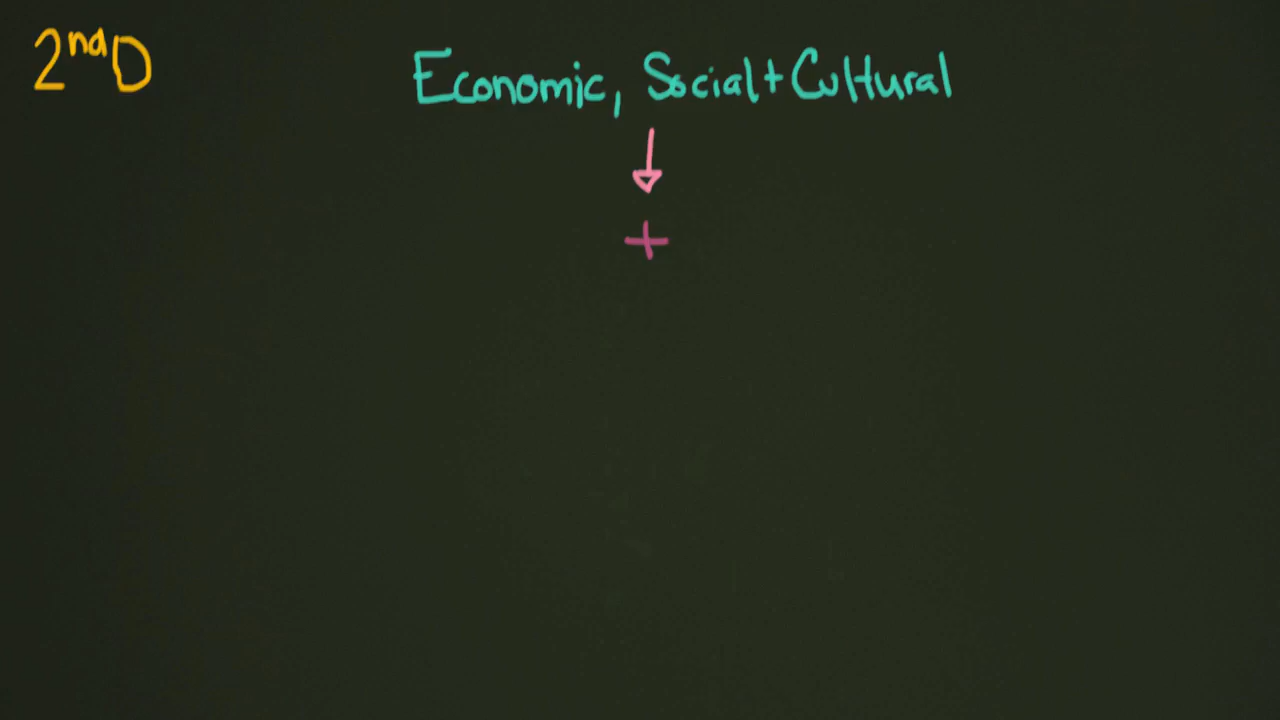 2nd D
Economic, Social + Cultural
+